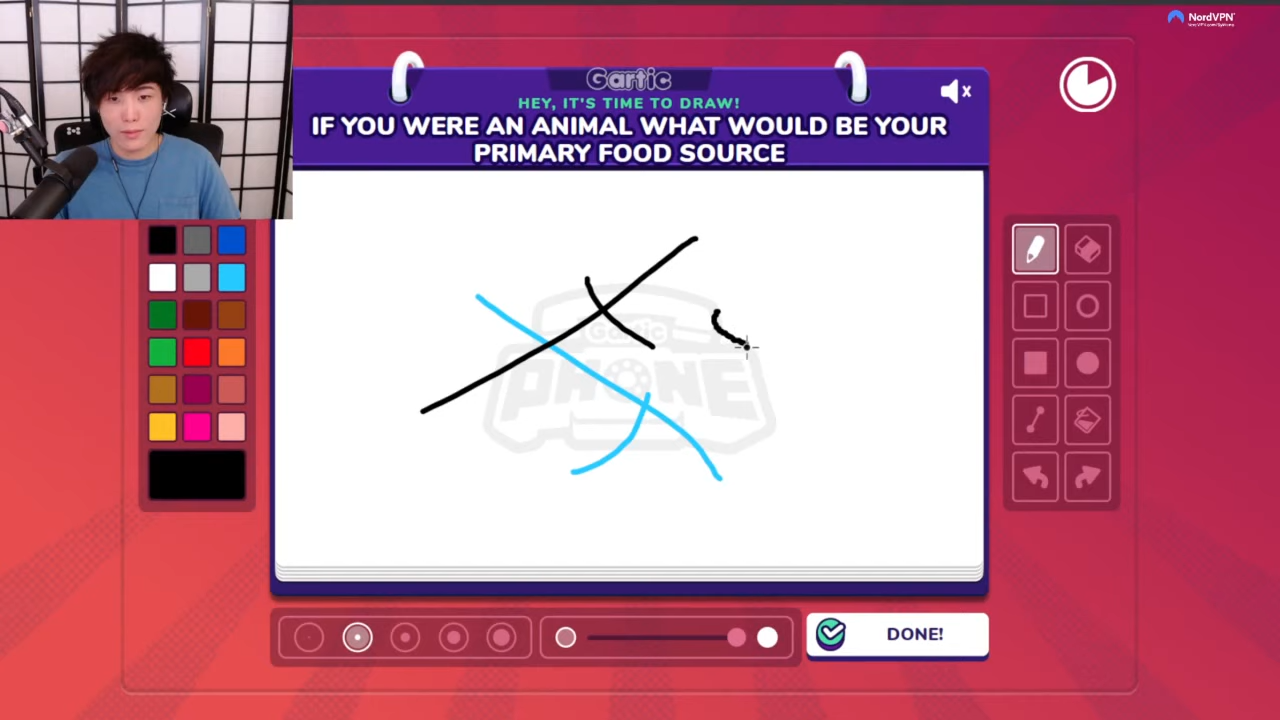 NordVPN
Gartic
HEY, IT'S TIME TO DRAW!
IF YOU WERE AN ANIMAL WHAT WOULD BE YOUR
PRIMARY FOOD SOURCE
Gartic
PHONE
DONE!